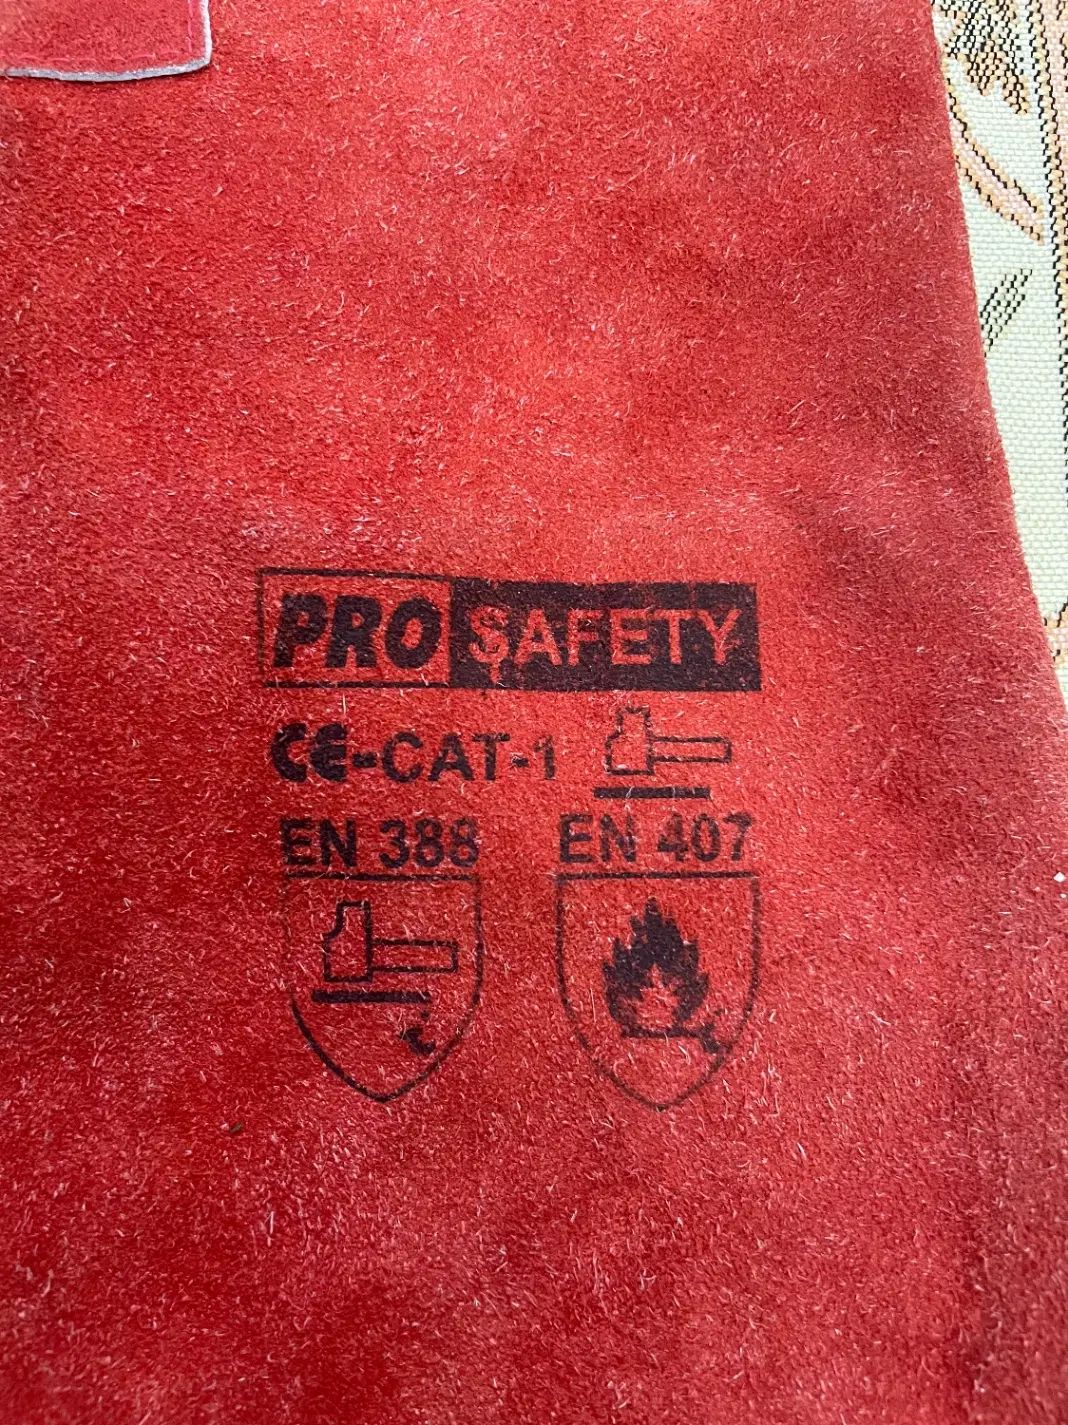 PRO SAFETY
CE-CAT-1
EN 388 EN 407